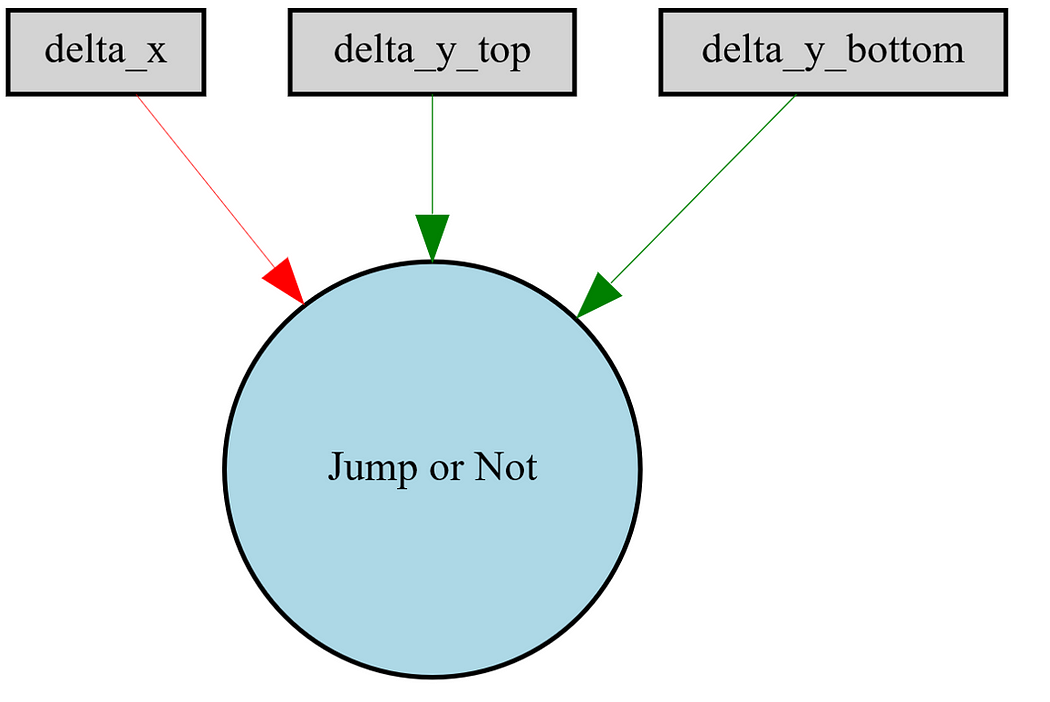 delta_x
delta_y_top
delta_y_bottom
Jump or Not